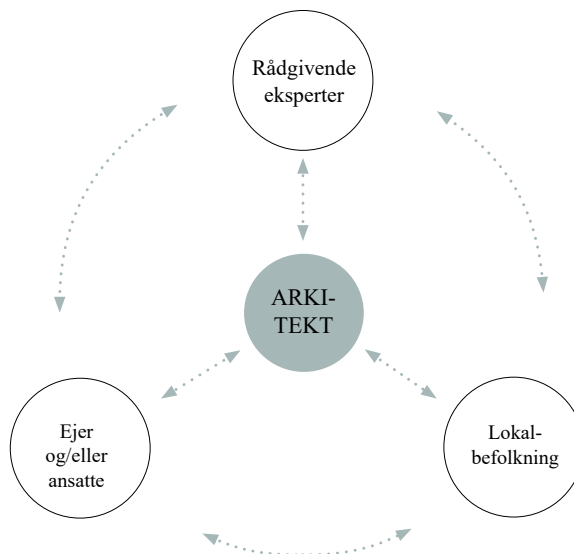 Rådgivende
eksperter
ARKI-
TEKT
Ejer
og/eller
ansatte
Lokal-
befolkning